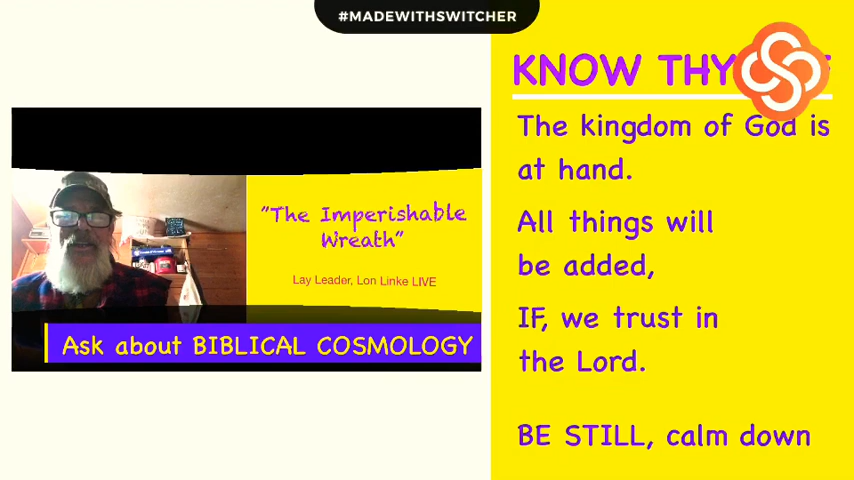 #MADEWITHSWITCHER
"The Imperishable
Wreath"
Lay Leader, Lon Linke LIVE
Ask about BIBLICAL COSMOLOGY
KNOW THY
The kingdom of God is
at hand.
All things will
be added,
IF, we trust in
the Lord.
BE STILL, calm down